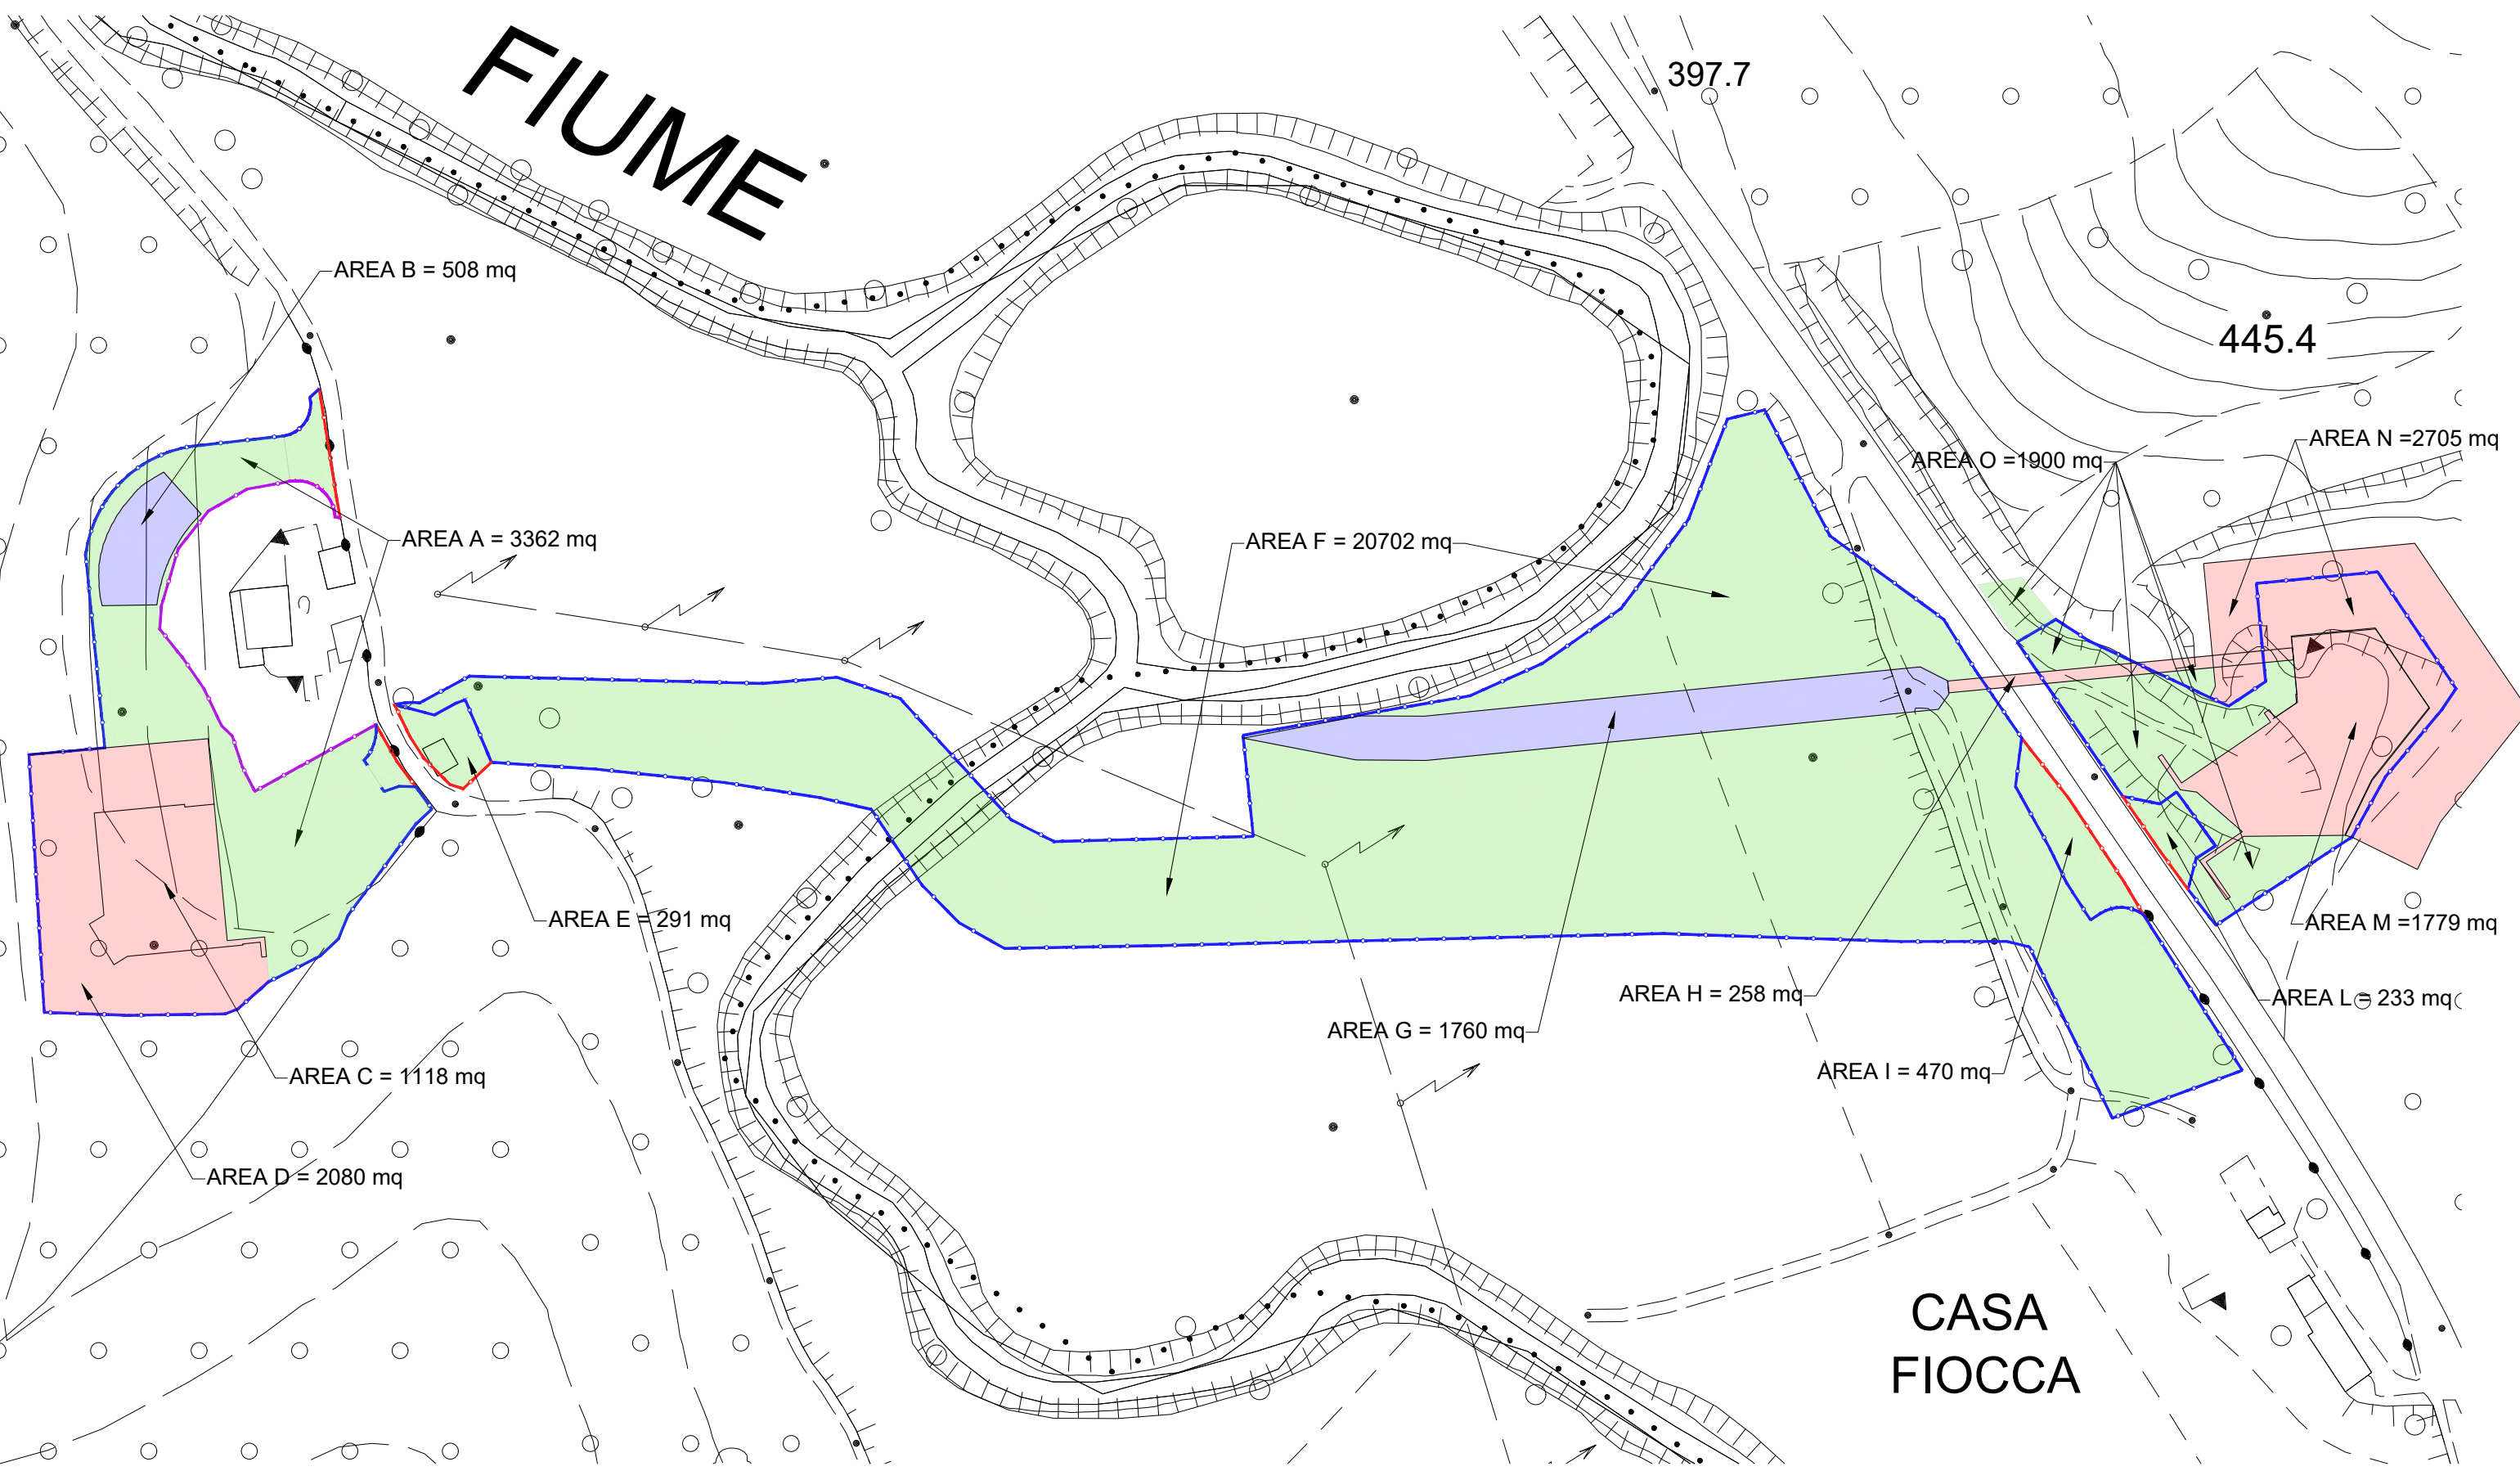 FIUME
397.7
AREA B = 508 mq
445.4
AREA N =2705 mq
AREA O =1900 mq
AREA A = 3362 mq
AREA F = 20702 mq
AREA E = 291 mq
AREA M =1779 mq
AREA H = 258 mq
AREA L = 233 mq
AREA G = 1760 mq
AREA I = 470 mq
AREA C = 1118 mq
AREA D = 2080 mq
CASA
FIOCCA